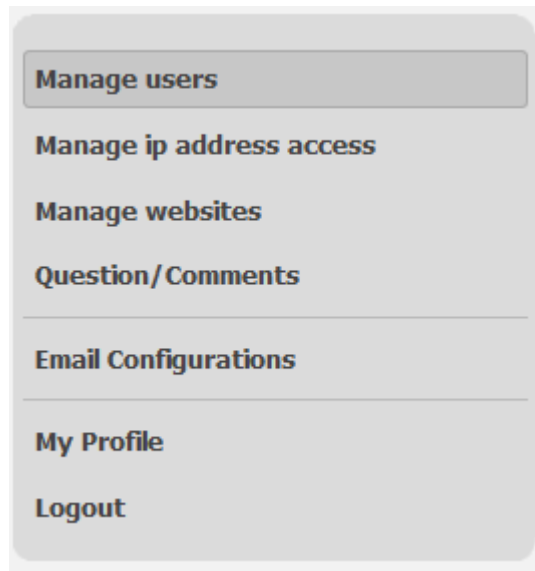 Manage users
Manage ip address access
Manage websites
Question/Comments
Email Configurations
My Profile
Logout